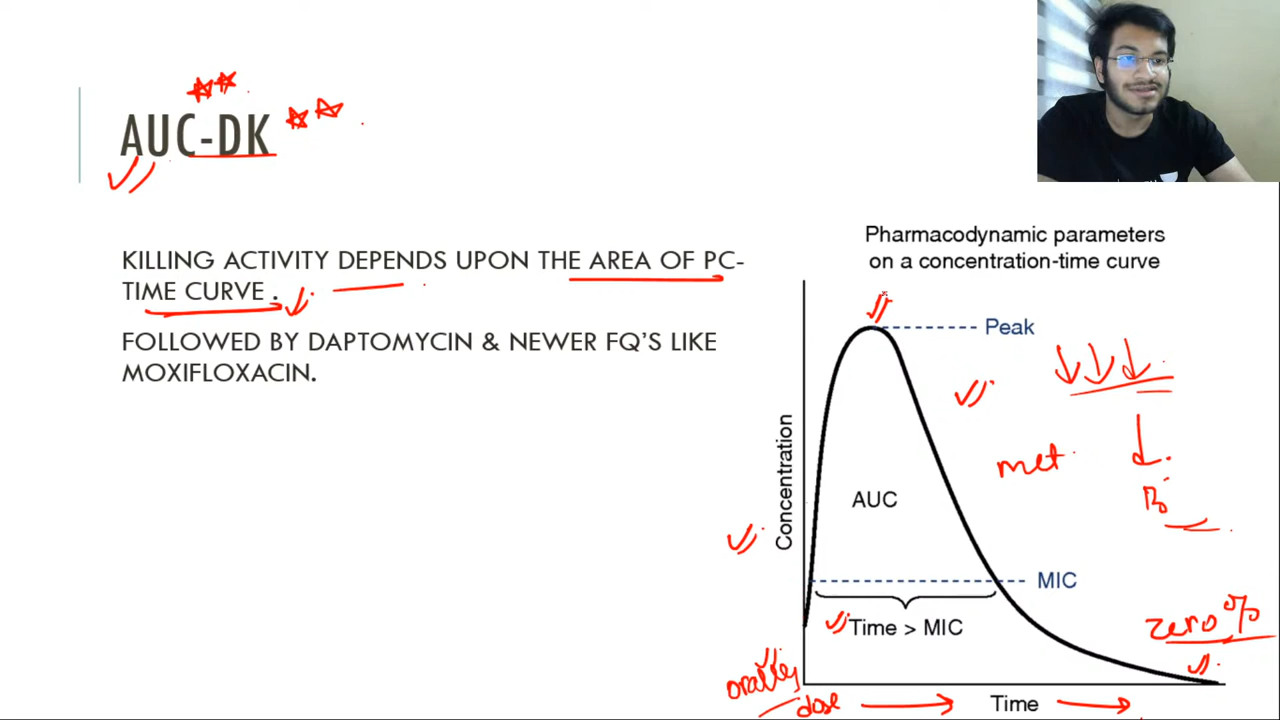 AUC-DK
KILLING ACTIVITY DEPENDS UPON THE AREA OF PC-
TIME CURVE .
FOLLOWED BY DAPTOMYCIN & NEWER FQ'S LIKE
MOXIFLOXACIN.
Pharmacodynamic parameters
on a concentration-time curve
Peak
met
AUC
Concentration
MIC
Time > MIC
zero %
orally
dose
Time